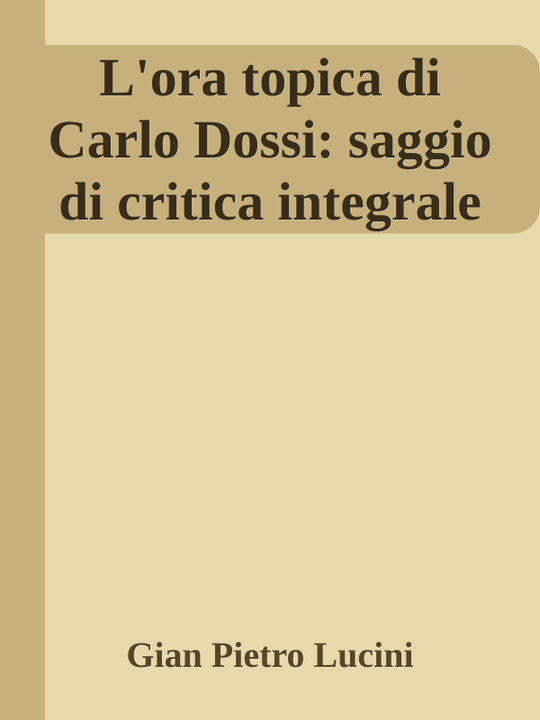 L'ora topica di
Carlo Dossi: saggio
di critica integrale
Gian Pietro Lucini